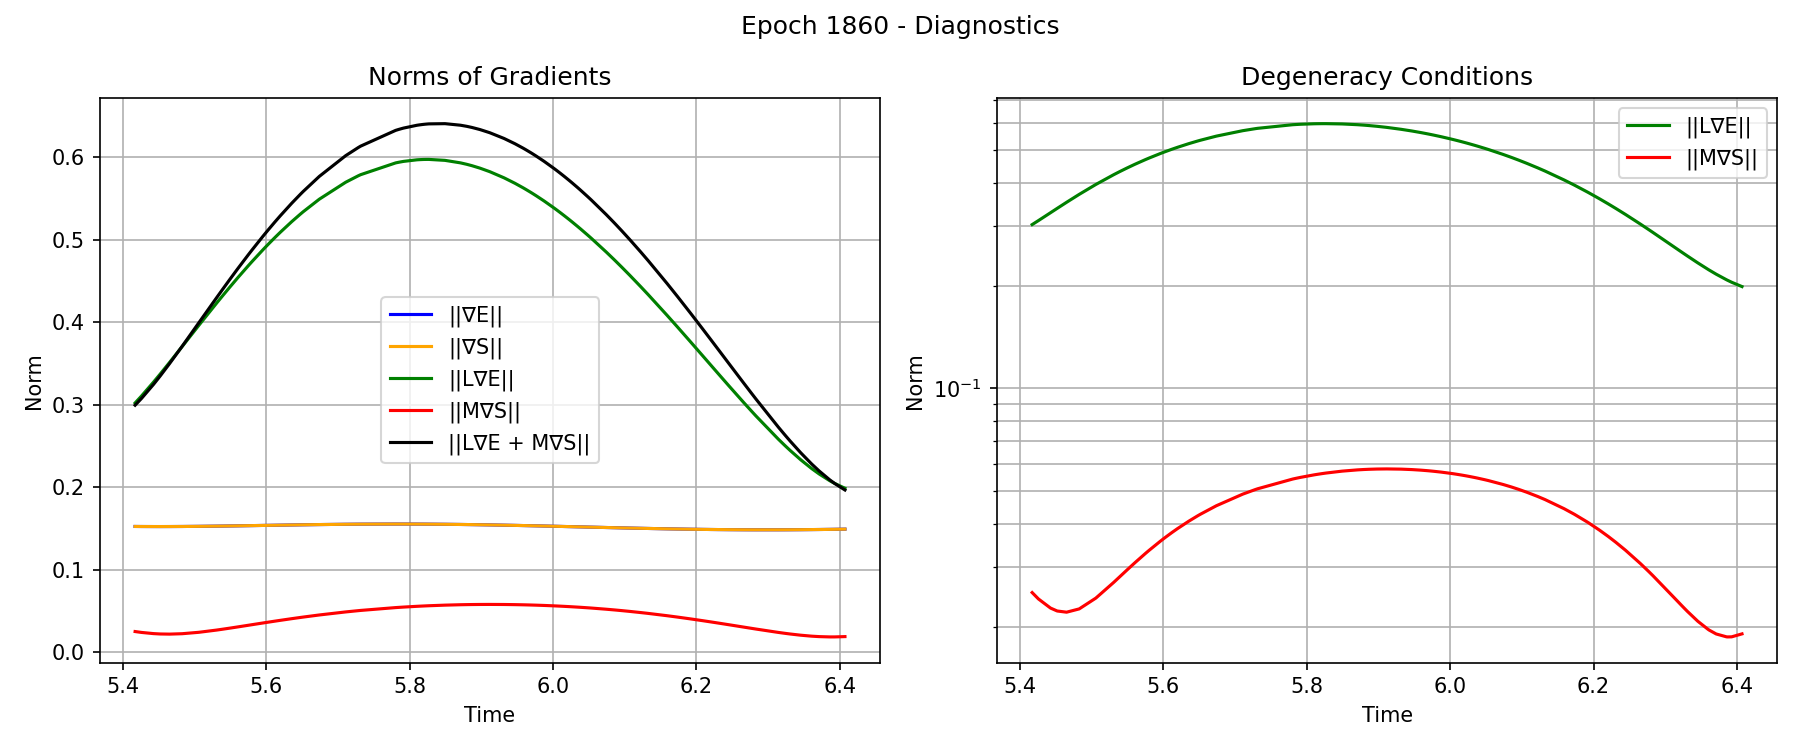 Epoch 1860 - Diagnostics
Norms of Gradients
Norm
0.6
0.5
0.4
0.3
0.2
0.1
0.0
||∇E||
||∇S||
||L∇E||
||M∇S||
||L∇E + M∇S||
5.4 5.6 5.8 6.0 6.2 6.4
Time
Degeneracy Conditions
Norm
10⁻¹
||L∇E||
||M∇S||
5.4 5.6 5.8 6.0 6.2 6.4
Time